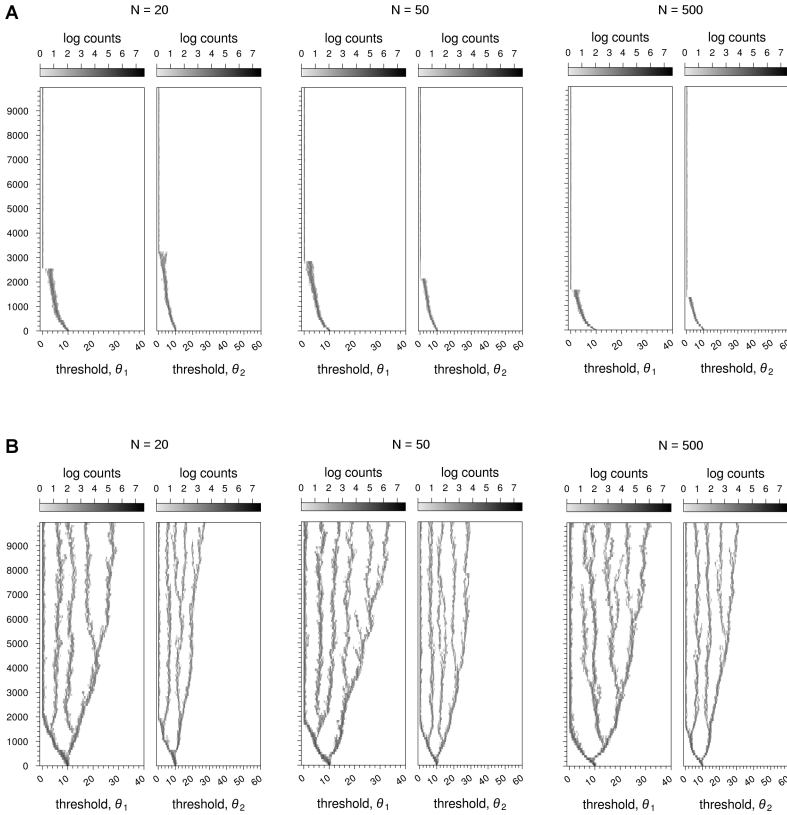 A
N = 20
N = 50
N = 500
log counts
log counts
log counts
log counts
log counts
log counts
0 1 2 3 4 5 6 7
0 1 2 3 4 5 6 7
0 1 2 3 4 5 6 7
0 1 2 3 4 5 6 7
0 1 2 3 4 5 6 7
0 1 2 3 4 5 6 7
9000
8000
7000
6000
5000
4000
3000
2000
1000
0
0 10 20 30 40
0 10 20 30 40 50 60
0 10 20 30 40
0 10 20 30 40 50 60
0 10 20 30 40
0 10 20 30 40 50 60
threshold, θ1
threshold, θ2
threshold, θ1
threshold, θ2
threshold, θ1
threshold, θ2
B
N = 20
N = 50
N = 500
log counts
log counts
log counts
log counts
log counts
log counts
0 1 2 3 4 5 6 7
0 1 2 3 4 5 6 7
0 1 2 3 4 5 6 7
0 1 2 3 4 5 6 7
0 1 2 3 4 5 6 7
0 1 2 3 4 5 6 7
9000
8000
7000
6000
5000
4000
3000
2000
1000
0
0 10 20 30 40
0 10 20 30 40 50 60
0 10 20 30 40
0 10 20 30 40 50 60
0 10 20 30 40
0 10 20 30 40 50 60
threshold, θ1
threshold, θ2
threshold, θ1
threshold, θ2
threshold, θ1
threshold, θ2